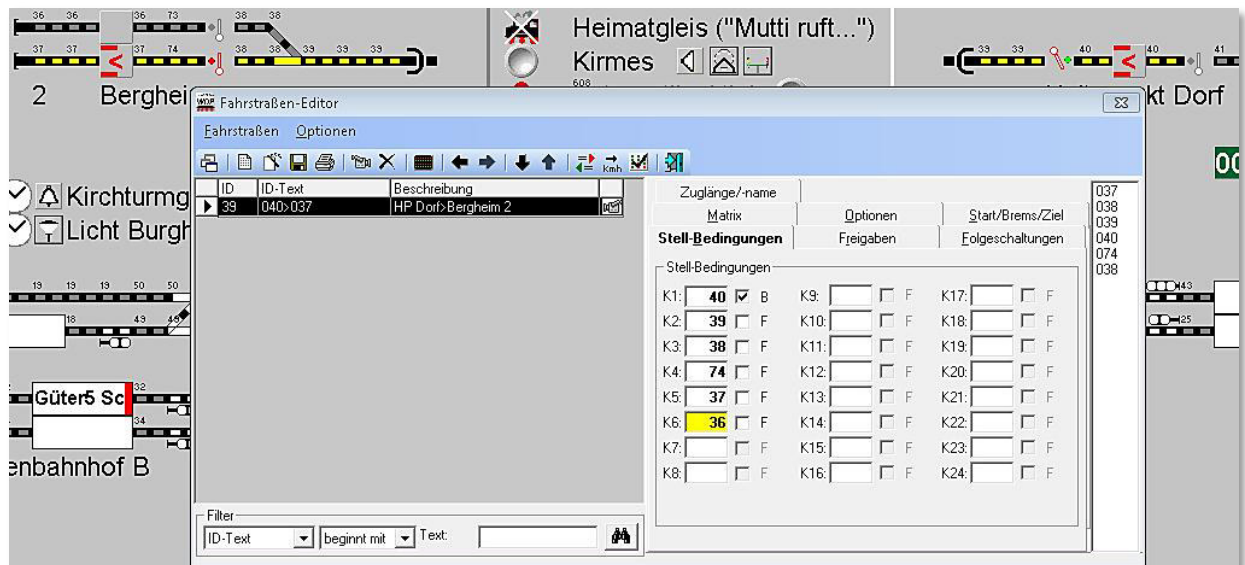 36 36 36 73 38 38
37 37 37 74 38 38 39 39 39
2 Berghei
Heimatgleis ("Mutti ruft...")
Kirmes
39 39 40 40 41
kt Dorf
Kirchturmg
Licht Burgh
19 19 19 50 50
18 49 49
Güter5 Sc
32
34
enbahnhof B
43
25
WDP Fahrstraßen-Editor
Fahrstraßen Optionen
Kmh
ID ID-Text Beschreibung
39 040>037 HP Dorf>Bergheim 2
Zuglänge/-name
Matrix Optionen Start/Brems/Ziel
Stell-Bedingungen Freigaben Folgeschaltungen
Stell-Bedingungen
K1: 40 B K9: F K17: F
K2: 39 F K10: F K18: F
K3: 38 F K11: F K19: F
K4: 74 F K12: F K20: F
K5: 37 F K13: F K21: F
K6: 36 F K14: F K22: F
K7: F K15: F K23: F
K8: F K16: F K24: F
037
038
039
040
074
038
Filter
ID-Text beginnt mit Text: